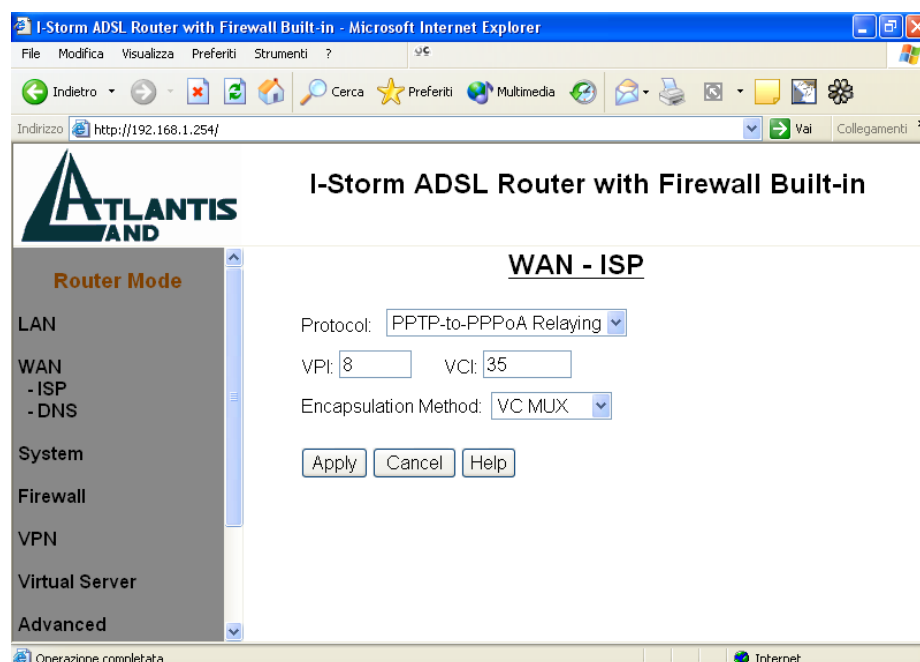 I-Storm ADSL Router with Firewall Built-in - Microsoft Internet Explorer
File Modifica Visualizza Preferiti Strumenti ?
Indietro Cerca Preferiti Multimedia
Indirizzo http://192.168.1.254/ Vai Collegamenti
ATLANTIS
LAND
I-Storm ADSL Router with Firewall Built-in
Router Mode
LAN
WAN
- ISP
- DNS
System
Firewall
VPN
Virtual Server
Advanced
WAN - ISP
Protocol: PPTP-to-PPPoA Relaying
VPI: 8 VCI: 35
Encapsulation Method: VC MUX
Apply Cancel Help
Operazione completata Internet